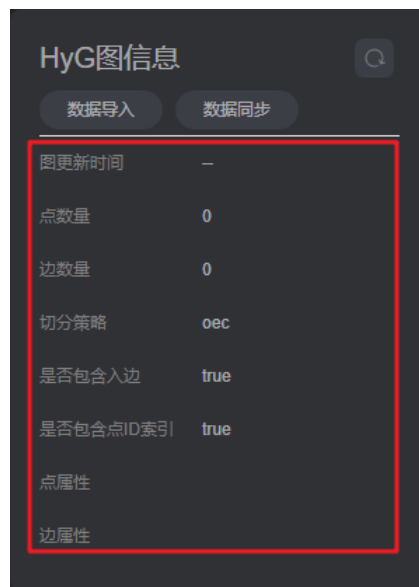 HyG图信息
数据导入 数据同步
图更新时间 --
点数量 0
边数量 0
切分策略 oec
是否包含入边 true
是否包含点ID索引 true
点属性
边属性